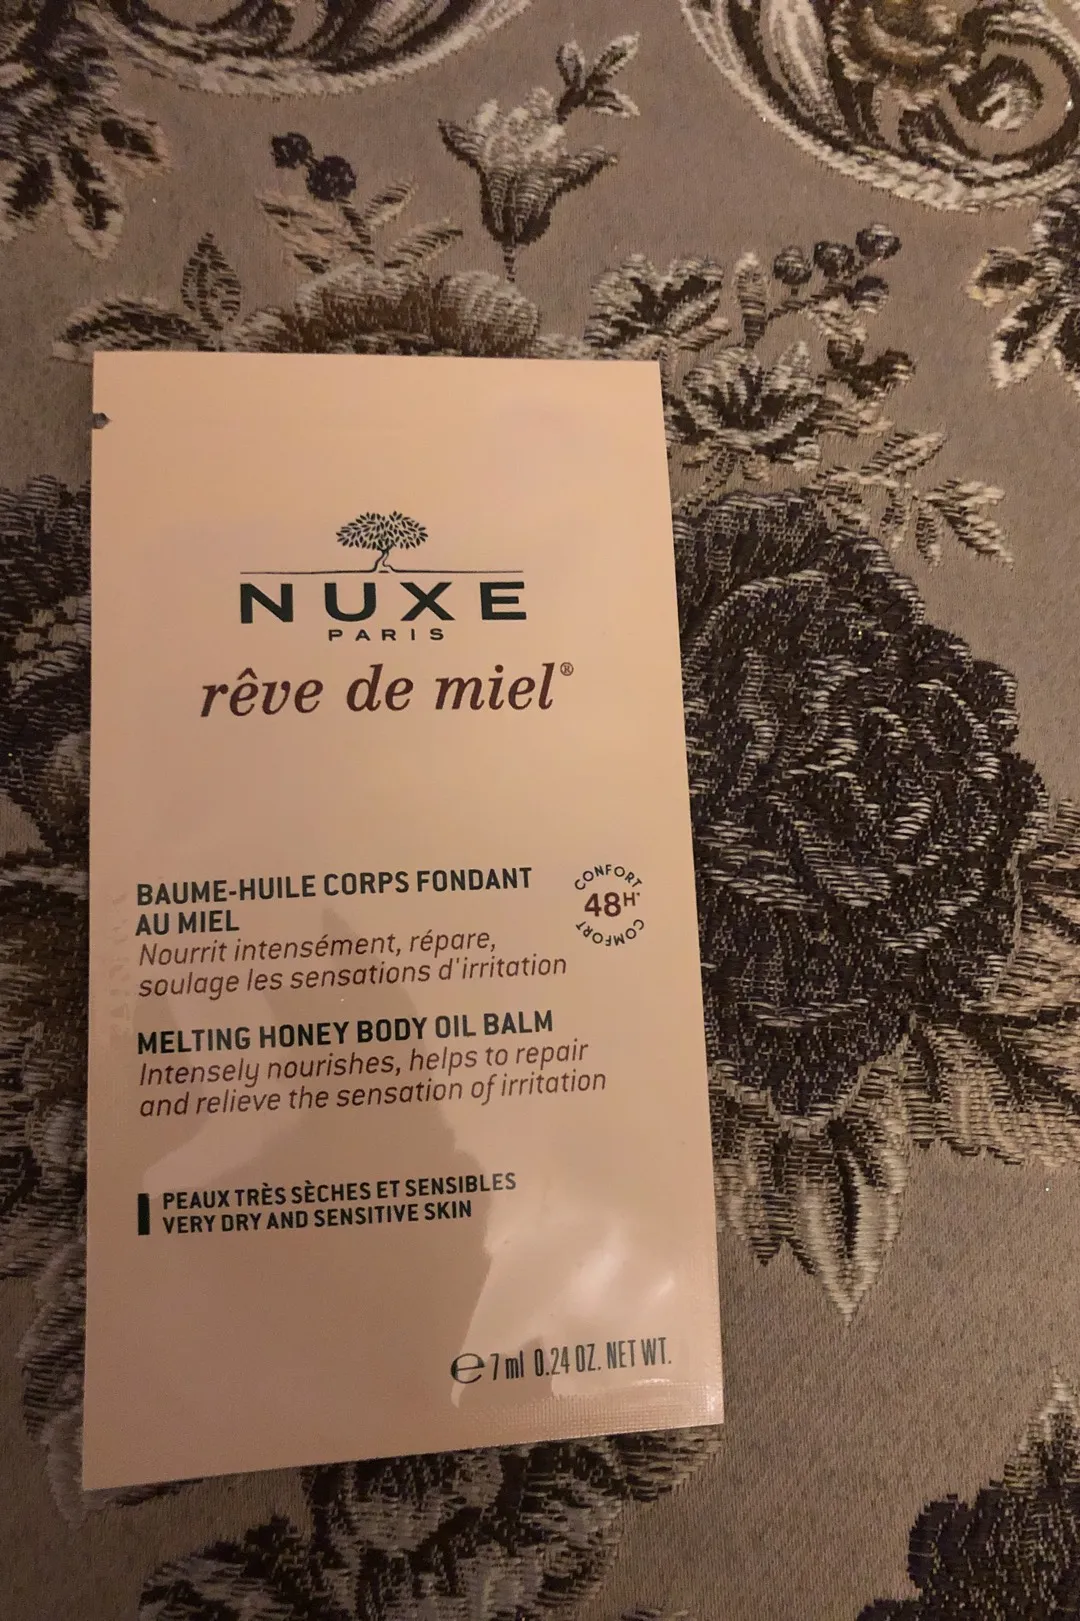 NUXE
PARIS
rêve de miel®
BAUME-HUILE CORPS FONDANT
AU MIEL
Nourrit intensément, répare,
soulage les sensations d'irritation
CONFORT
48H*
COMFORT
MELTING HONEY BODY OIL BALM
Intensely nourishes, helps to repair
and relieve the sensation of irritation
PEAUX TRÈS SÈCHES ET SENSIBLES
VERY DRY AND SENSITIVE SKIN
℮ 7 ml 0.24 OZ. NET WT.